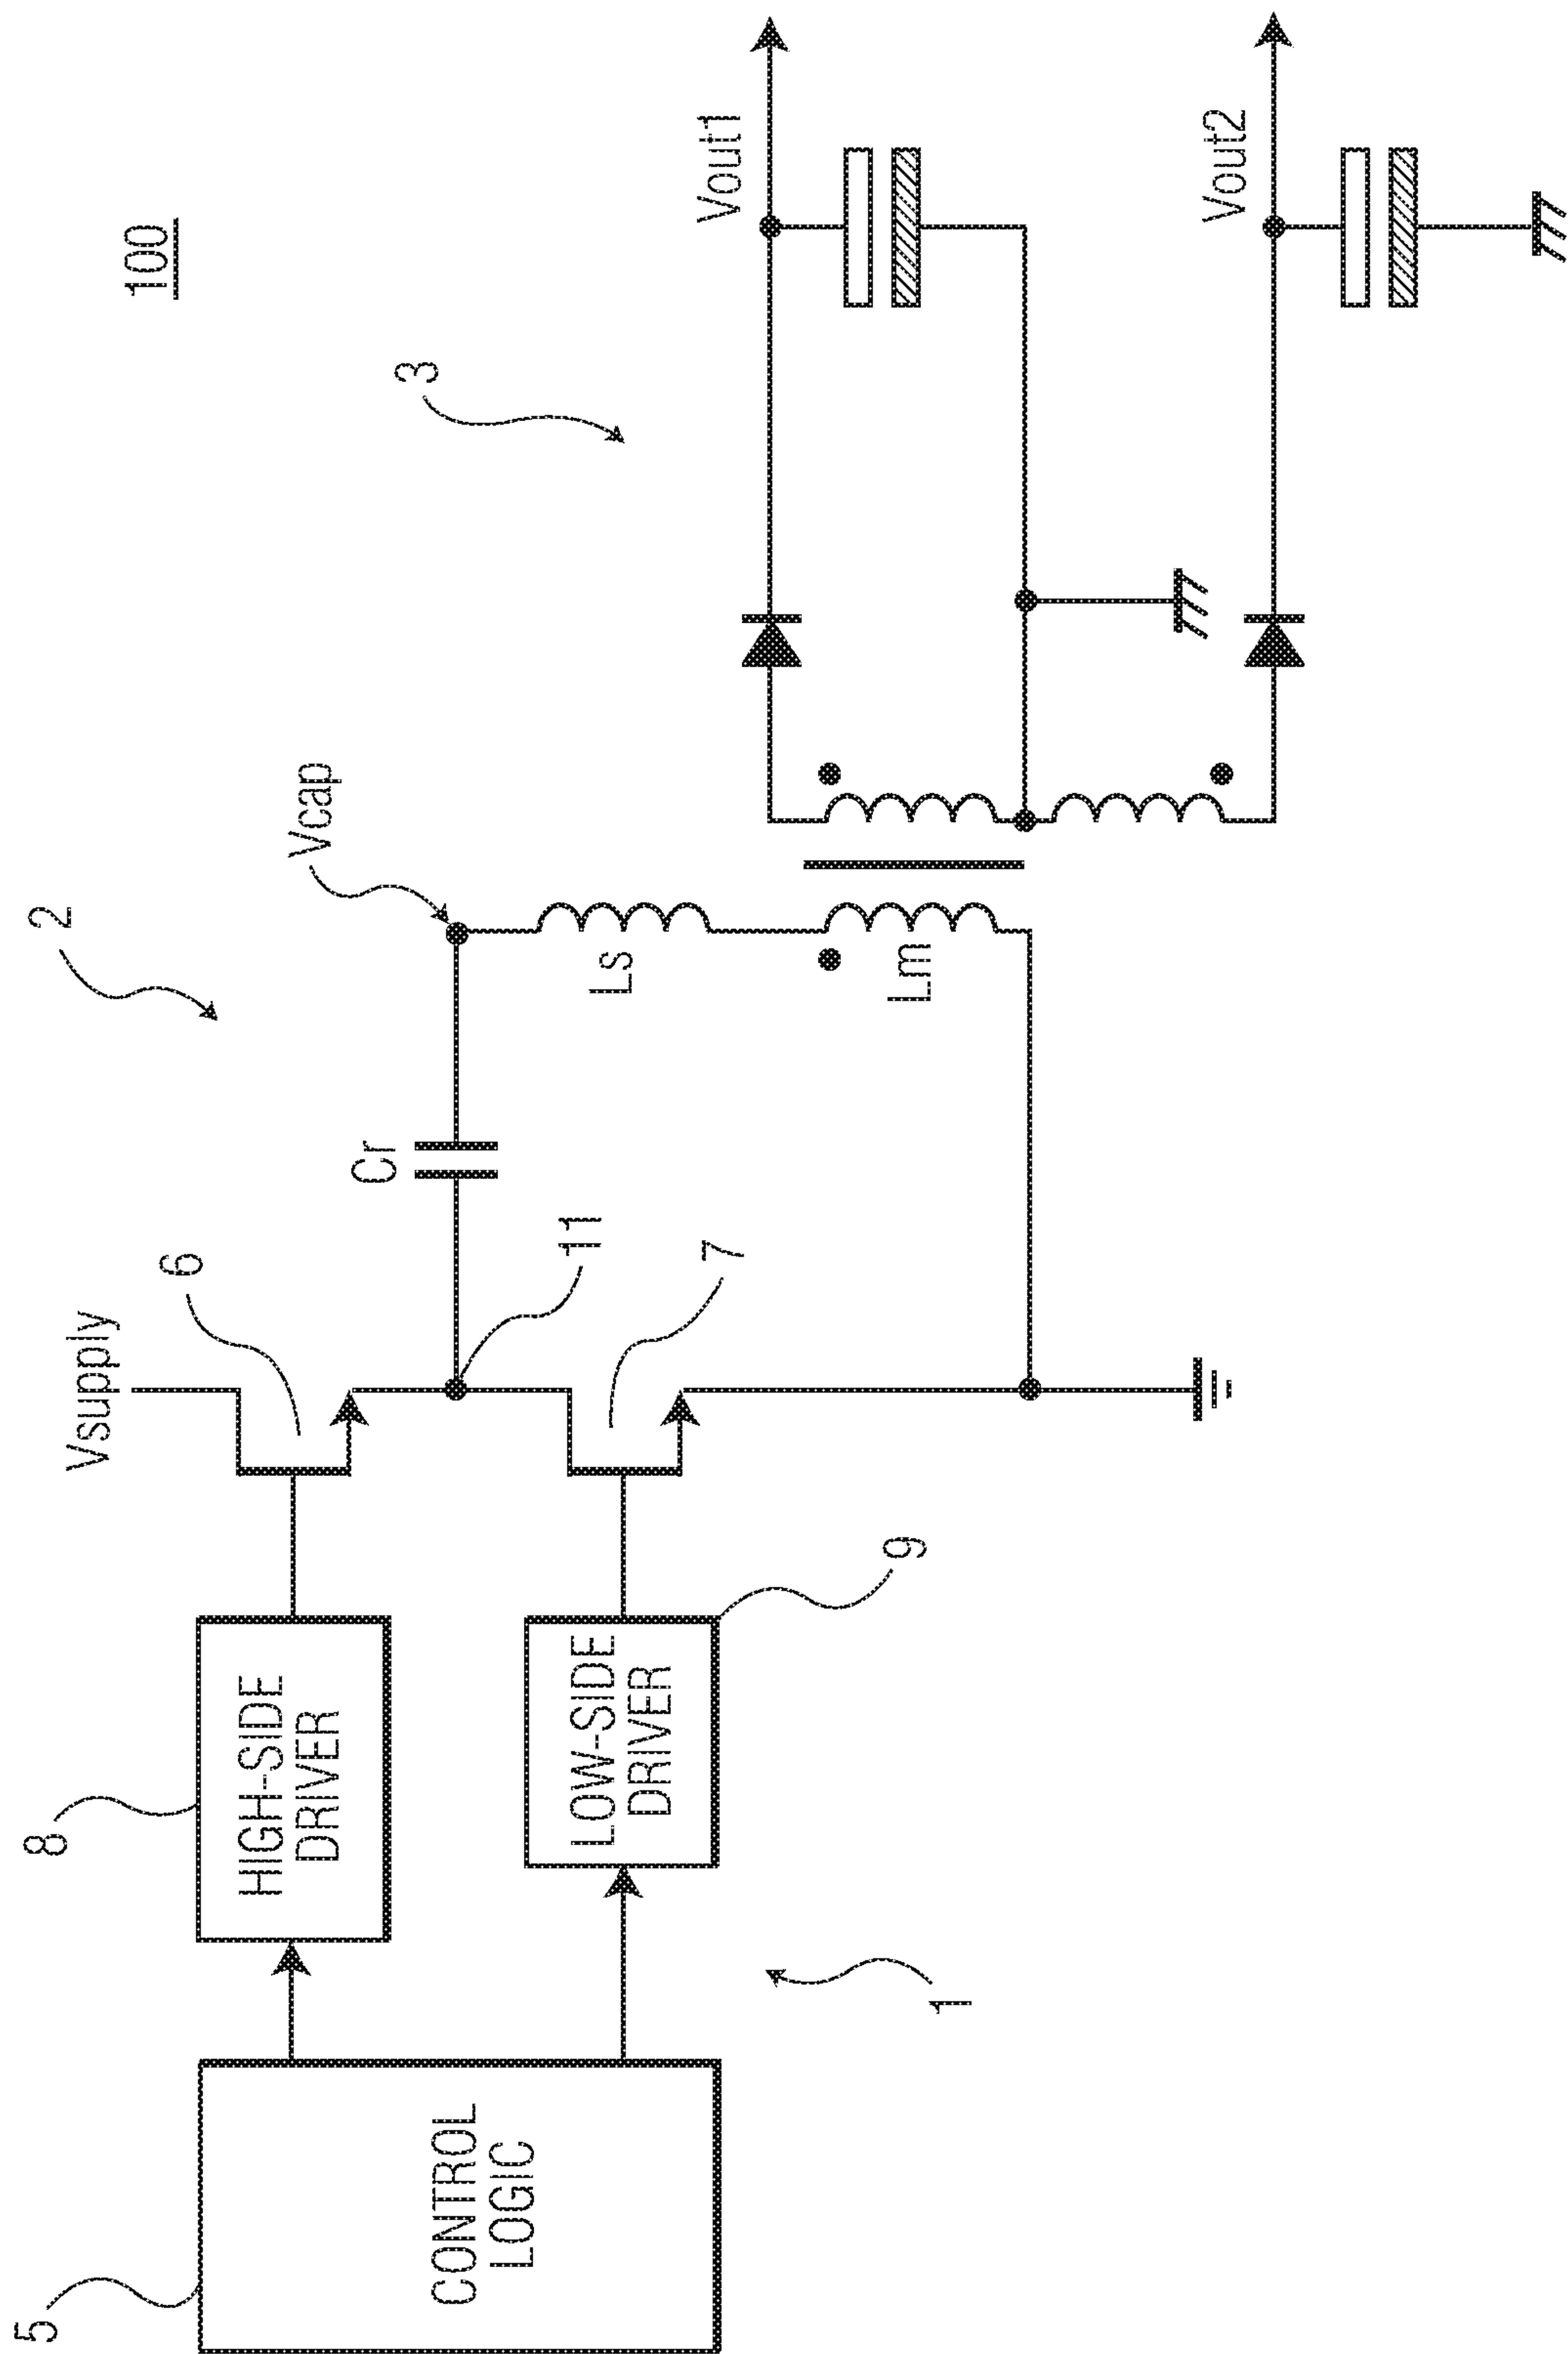 100
2
3
Vsupply
6
Cr
Vcap
11
7
Ls
Lm
Vout1
Vout2
8
HIGH-SIDE
DRIVER
LOW-SIDE
DRIVER
9
5
CONTROL
LOGIC
1